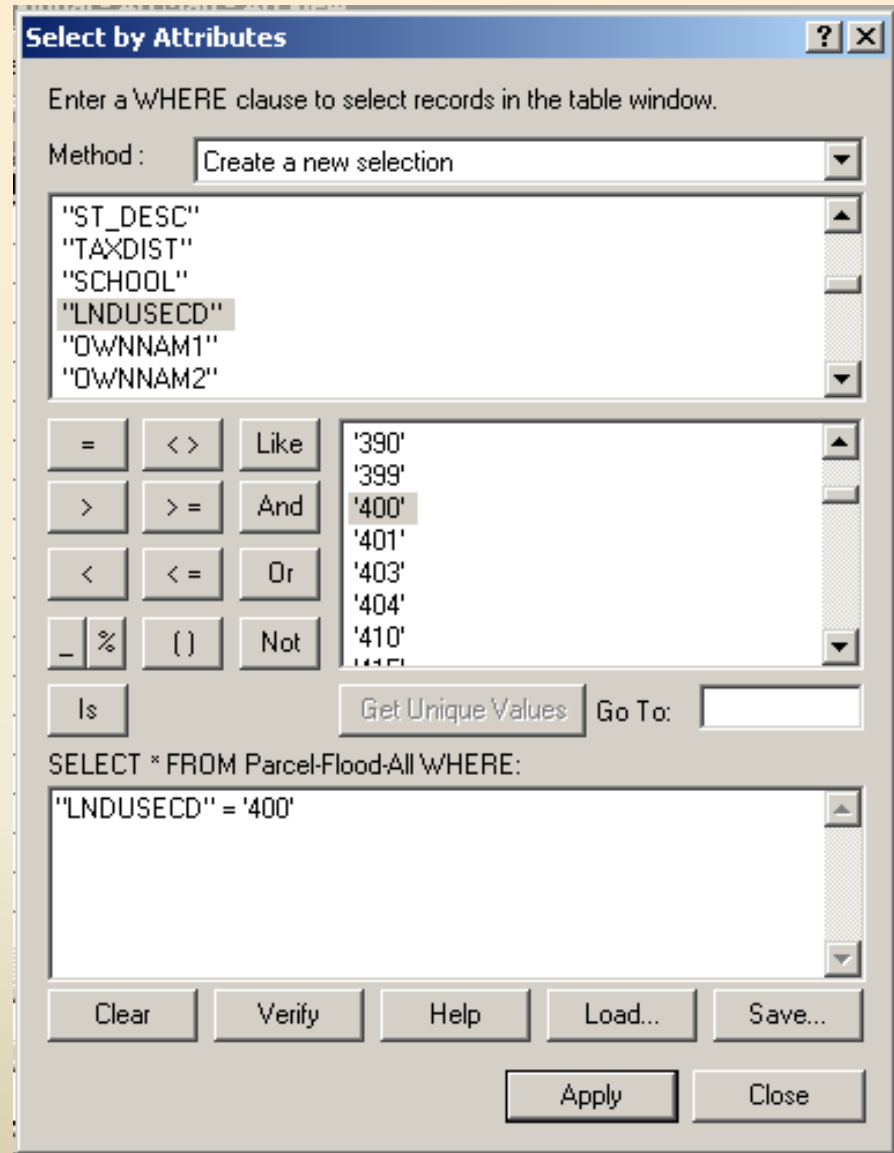 Select by Attributes
? X
Enter a WHERE clause to select records in the table window.
Method : Create a new selection
"ST_DESC"
"TAXDIST"
"SCHOOL"
"LNDUSECD"
"OWNNAM1"
"OWNNAM2"
= < > Like
> > = And
< < = Or
_ % ( ) Not
Is
'390'
'399'
'400'
'401'
'403'
'404'
'410'
Get Unique Values Go To:
SELECT * FROM Parcel-Flood-All WHERE:
"LNDUSECD" = '400'
Clear Verify Help Load... Save...
Apply Close